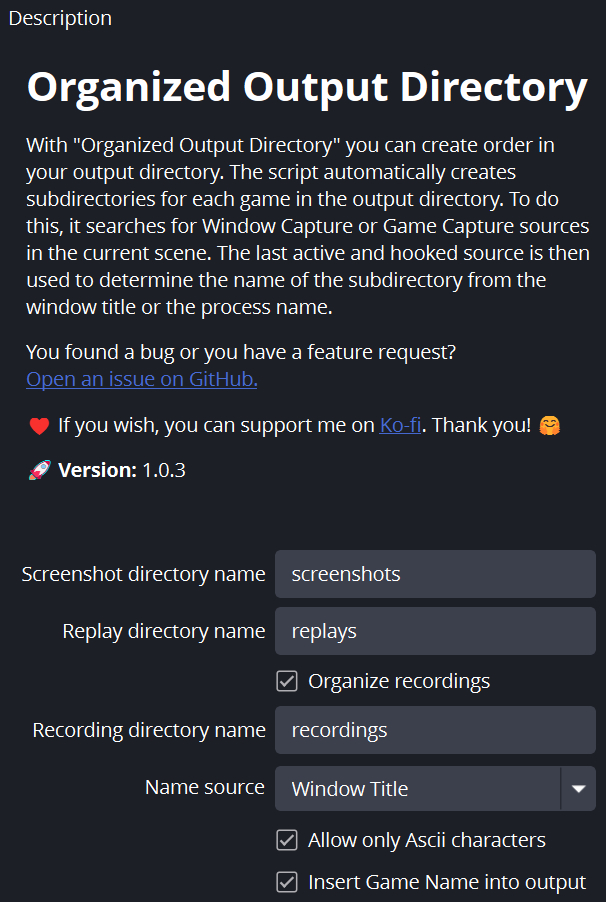 Description
Organized Output Directory
With "Organized Output Directory" you can create order in
your output directory. The script automatically creates
subdirectories for each game in the output directory. To do
this, it searches for Window Capture or Game Capture sources
in the current scene. The last active and hooked source is then
used to determine the name of the subdirectory from the
window title or the process name.
You found a bug or you have a feature request?
Open an issue on GitHub.
❤️ If you wish, you can support me on Ko-fi. Thank you! 🤗
🚀 Version: 1.0.3
Screenshot directory name screenshots
Replay directory name replays
Organize recordings
Recording directory name recordings
Name source Window Title
Allow only Ascii characters
Insert Game Name into output